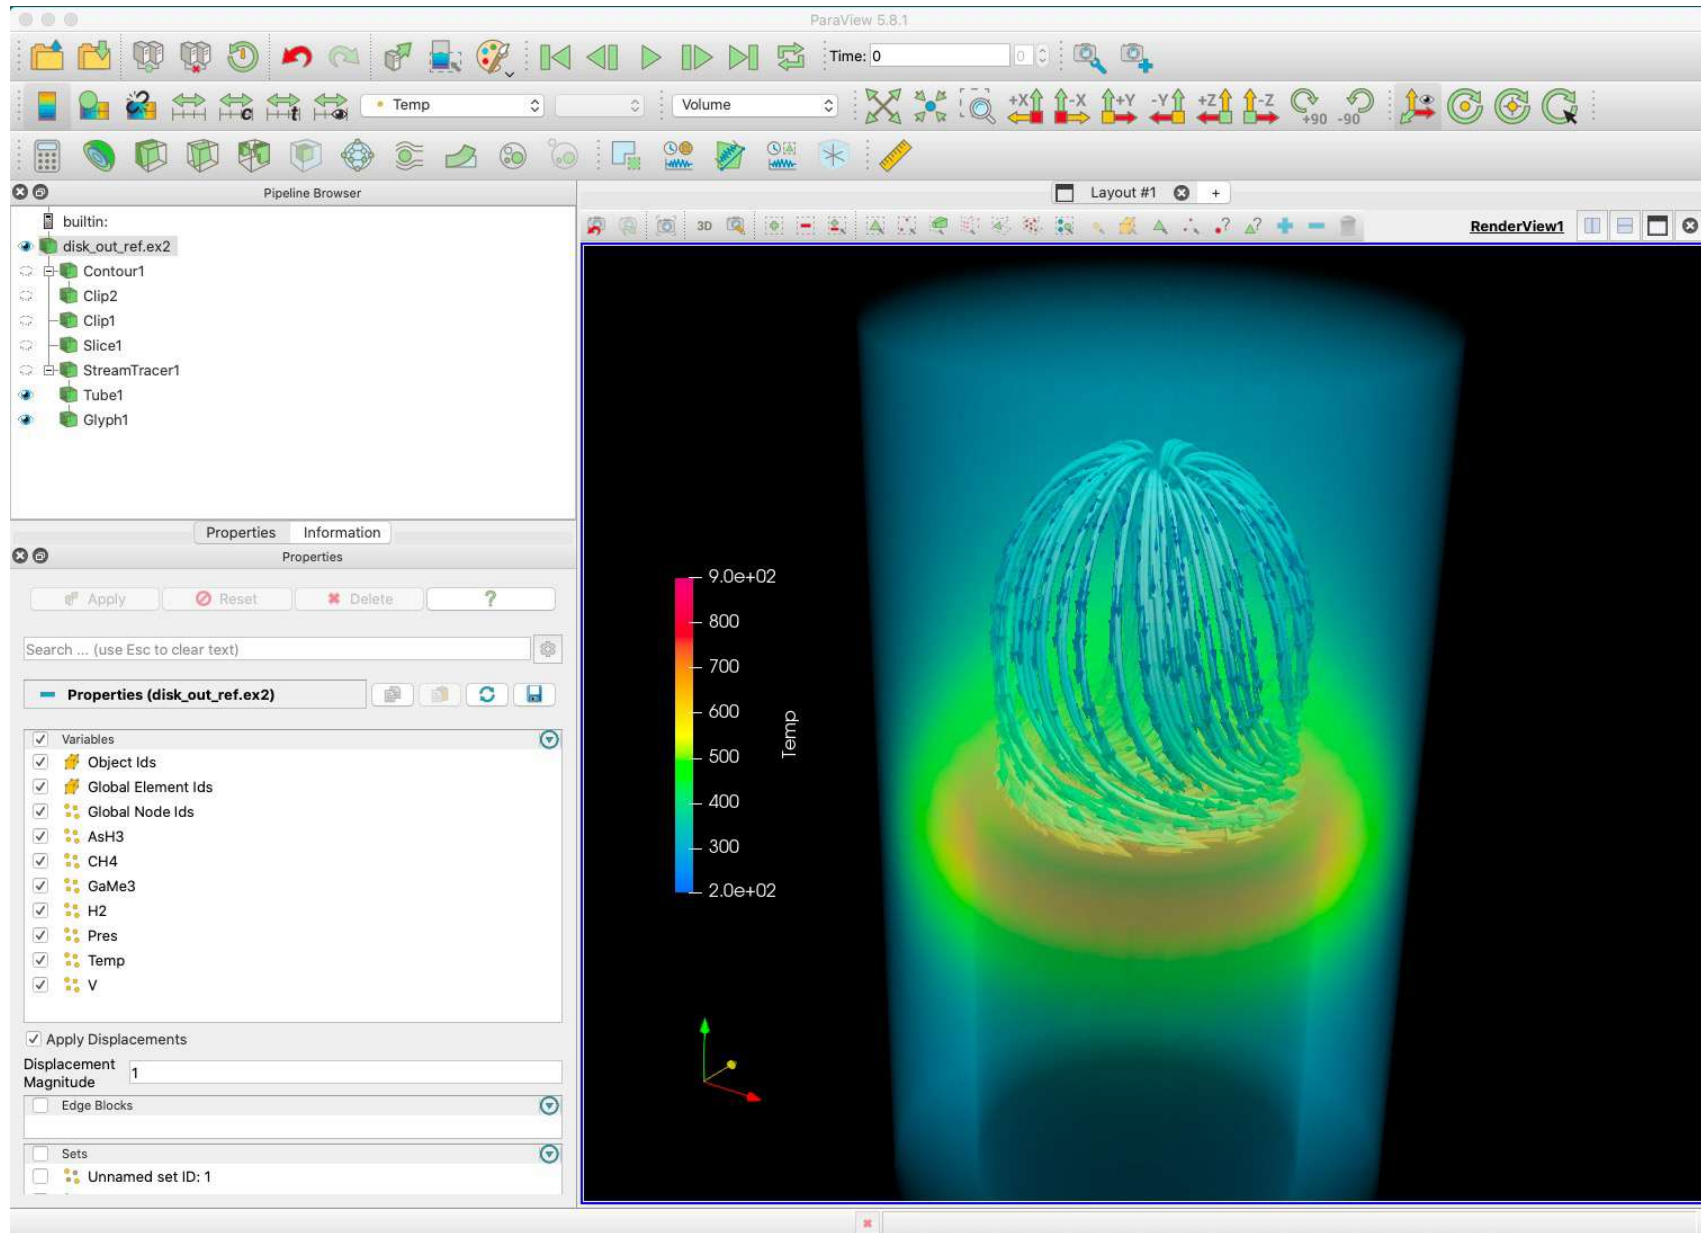 ParaView 5.8.1
Time: 0
0
Temp
Volume
+X
-X
+Y
-Y
+Z
-Z
+90
-90
C
t
Pipeline Browser
Layout #1
+
builtin:
disk_out_ref.ex2
Contour1
Clip2
Clip1
Slice1
StreamTracer1
Tube1
Glyph1
3D
RenderView1
Properties
Information
Properties
Apply
Reset
Delete
?
Search ... (use Esc to clear text)
Properties (disk_out_ref.ex2)
Variables
Object Ids
Global Element Ids
Global Node Ids
AsH3
CH4
GaMe3
H2
Pres
Temp
V
Apply Displacements
Displacement
Magnitude
1
Edge Blocks
Sets
Unnamed set ID: 1
9.0e+02
800
700
600
500
400
300
2.0e+02
Temp